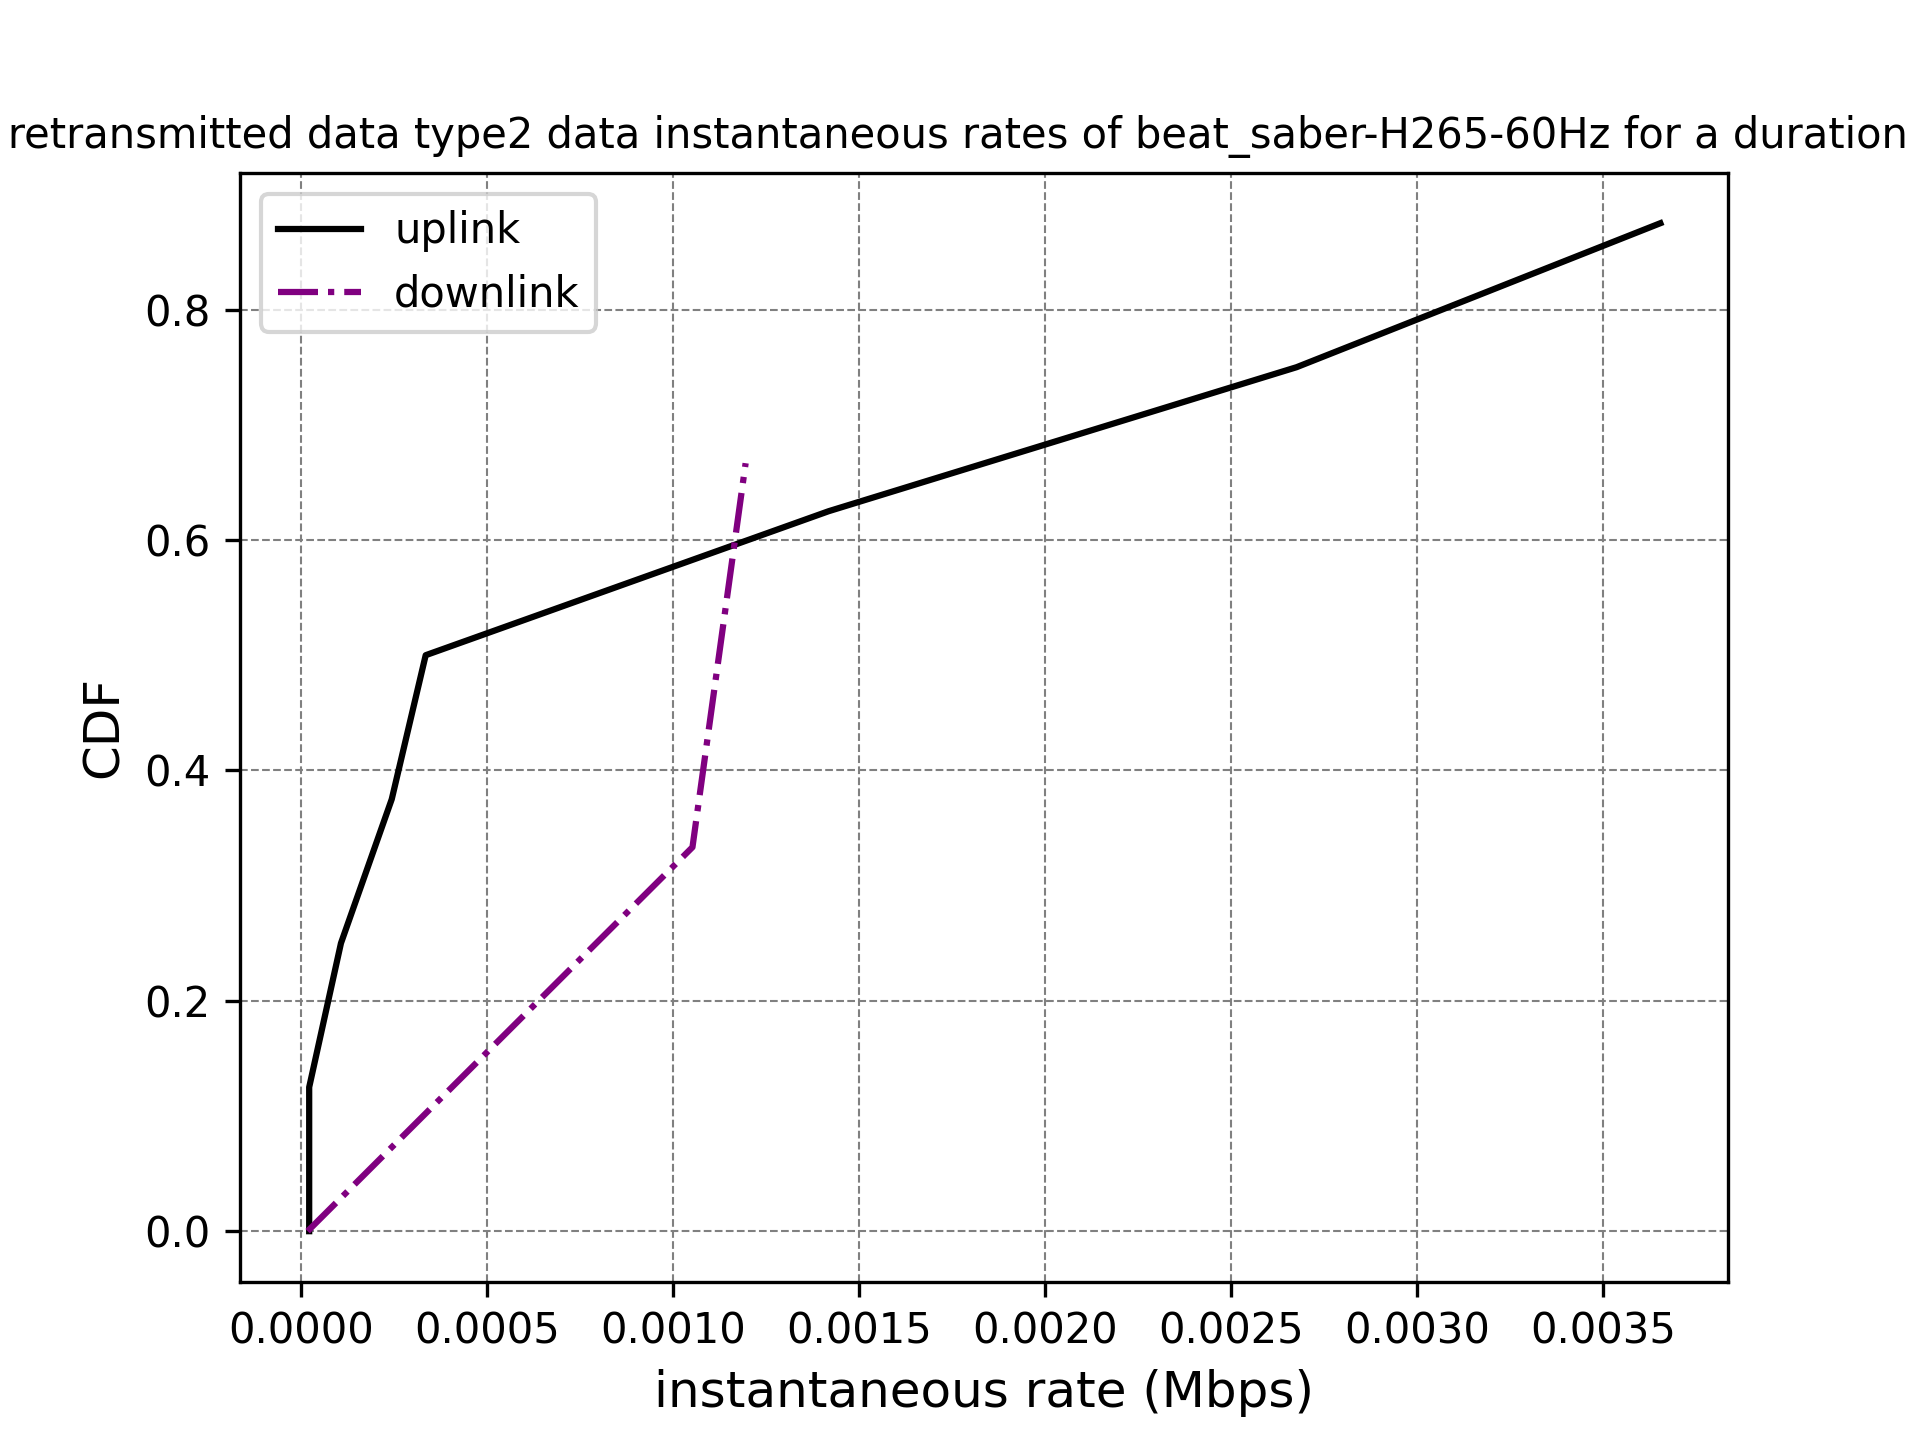 retransmitted data type2 data instantaneous rates of beat_saber-H265-60Hz for a duration
uplink
downlink
CDF
0.8
0.6
0.4
0.2
0.0
0.0000 0.0005 0.0010 0.0015 0.0020 0.0025 0.0030 0.0035
instantaneous rate (Mbps)